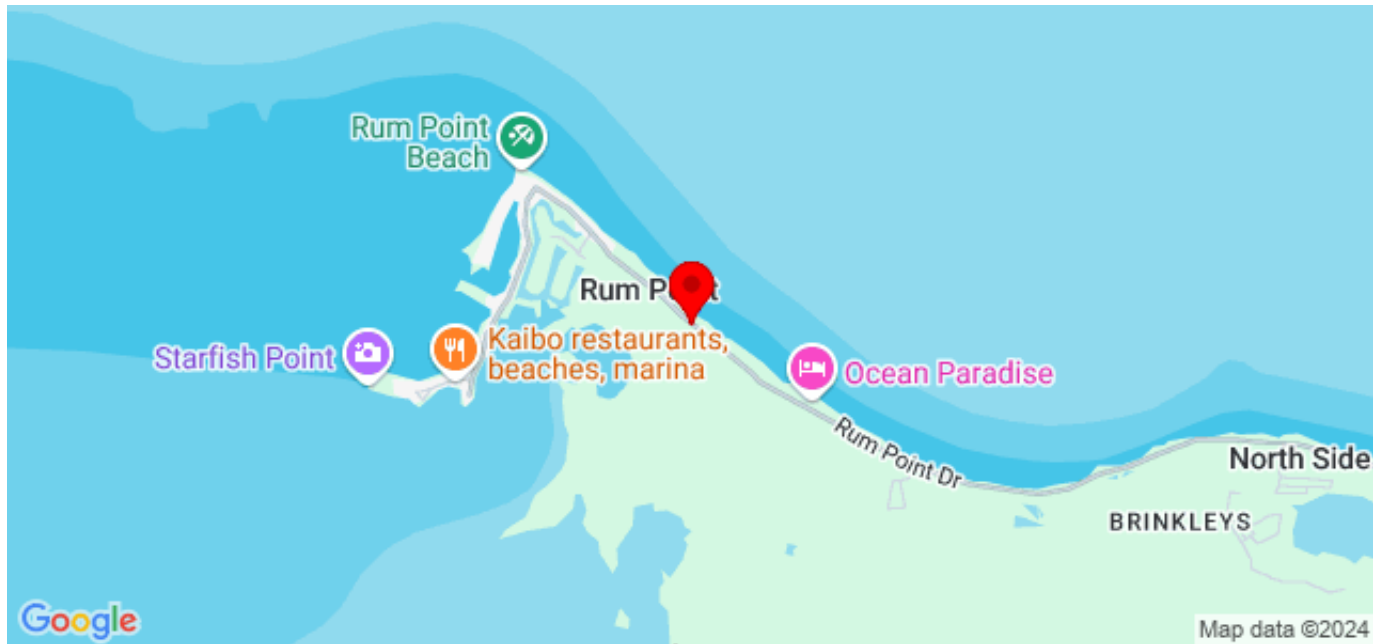 Rum Point
Beach
Rum Point
Starfish Point
Kaibo restaurants,
beaches, marina
Ocean Paradise
Rum Point Dr
North Side
BRINKLEYS
Google
Map data ©2024